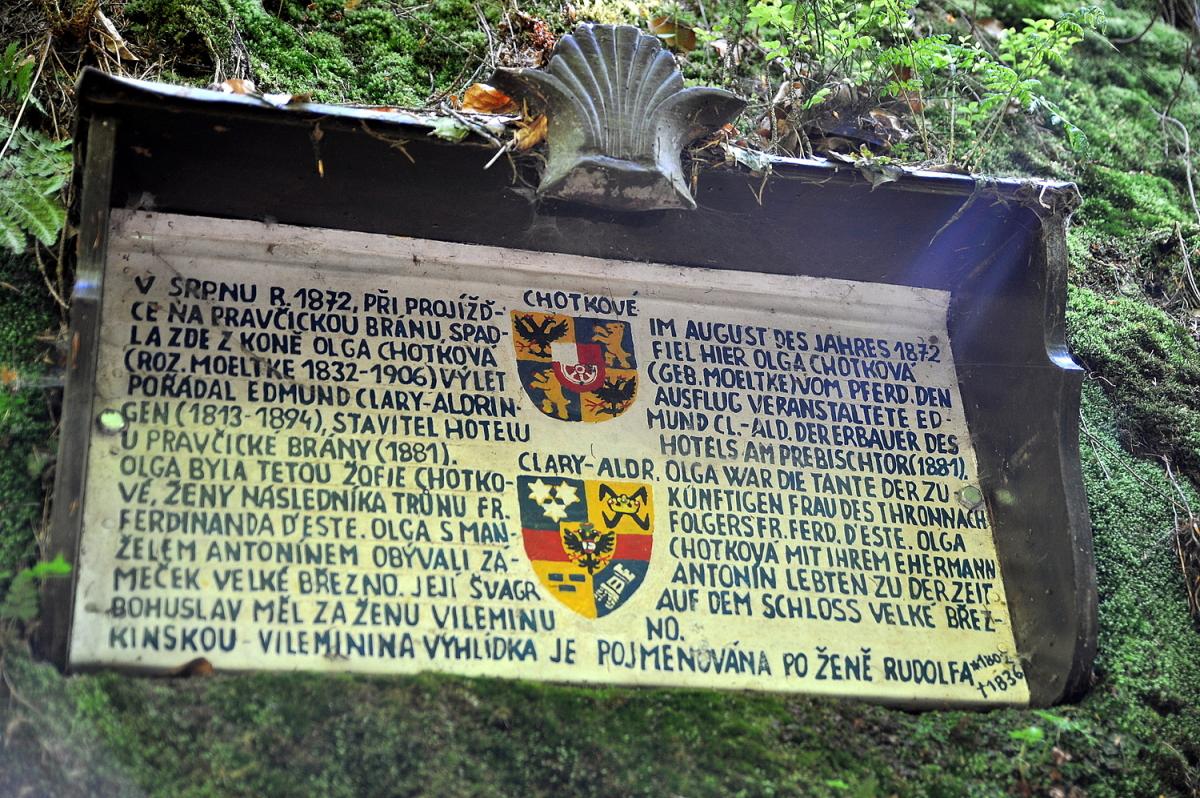 V SRPNU R. 1872, PŘI PROJÍŽĎ-
CE NA PRAVČICKOU BRÁNU, SPAD-
LA ZDE Z KONĚ OLGA CHOTKOVÁ
(ROZ. MOELTKE 1832-1906) VÝLET
POŘÁDAL EDMUND CLARY-ALDRIN-
GEN (1813-1894), STAVITEL HOTELU
U PRAVČICKÉ BRÁNY (1881).
OLGA BYLA TETOU ŽOFIE CHOTKO-
VÉ, ŽENY NÁSLEDNÍKA TRŮNU FR.
FERDINANDA D'ESTE. OLGA S MAN-
ŽELEM ANTONÍNEM OBÝVALI ZÁ-
MEČEK VELKÉ BŘEZNO. JEJÍ ŠVAGR
BOHUSLAV MĚL ZA ŽENU VILEMÍNU
KINSKOU - VILEMÍNINA VYHLÍDKA JE POJMENOVÁNA PO ŽENĚ RUDOLFA
CHOTKOVÉ
CLARY-ALDR.
IM AUGUST DES JAHRES 1872
FIEL HIER OLGA CHOTKOVÁ
(GEB. MOELTKE) VOM PFERD. DEN
AUSFLUG VERANSTALTETE ED
MUND CL.-ALD. DER ERBAUER DES
HOTELS AM PREBISCHTOR (1881).
OLGA WAR DIE TANTE DER ZU
KÜNFTIGEN FRAU DES THRONNACH
FOLGERS FR. FERD. D'ESTE. OLGA
CHOTKOVÁ MIT IHREM EHERMANN
ANTONÍN LEBTEN ZU DER ZEIT
AUF DEM SCHLOSS VELKÉ BŘEZ-
NO.
†1836